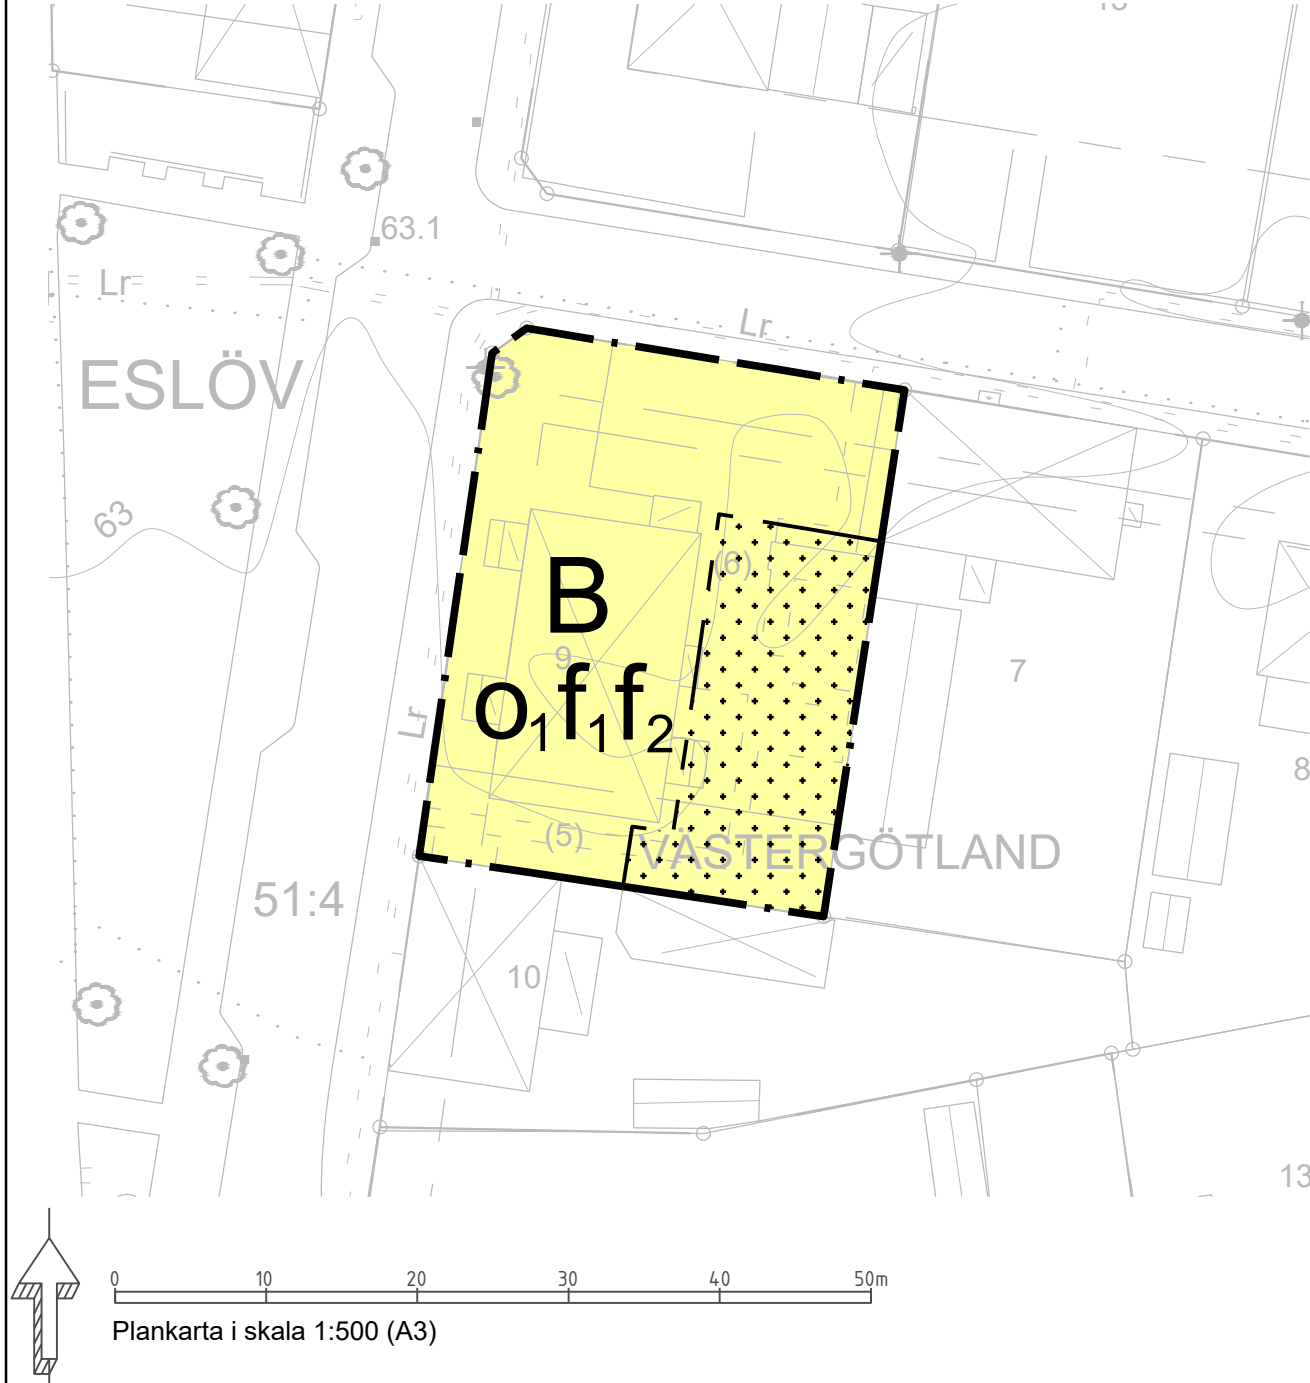 63.1
Lr
Lr
ESLÖV
63
(6)
B
9
7
o₁f₁f₂
Lr
8
(5)
VÄSTERGÖTLAND
51:4
10
13
0 10 20 30 40 50m
Plankarta i skala 1:500 (A3)